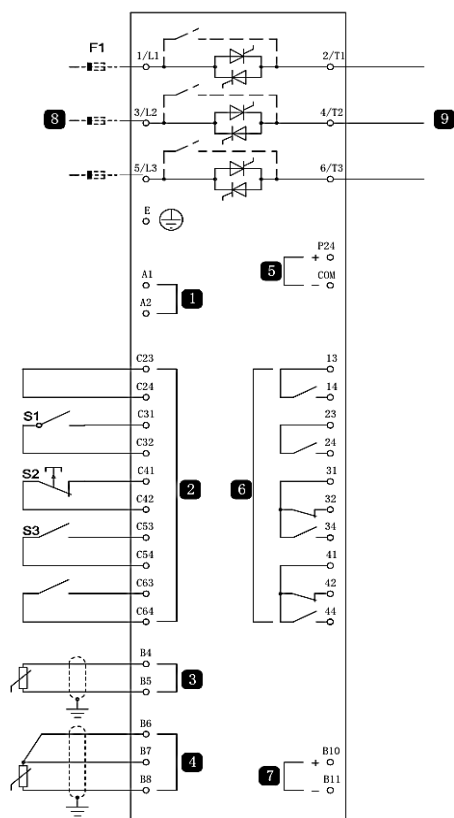 F1 1/L1 2/T1
8 3/L2 4/T2 9
5/L3 6/T3
E
P24
5 +
A1 COM
1 −
A2
C23 13
C24 14
S1 C31 23
C32 24
S2 C41 31
2 6
C42 32
S3 C53 34
C54 41
C63 42
C64 44
B4
3
B5
B6
B7 B10
4 7 +
B8 B11
−